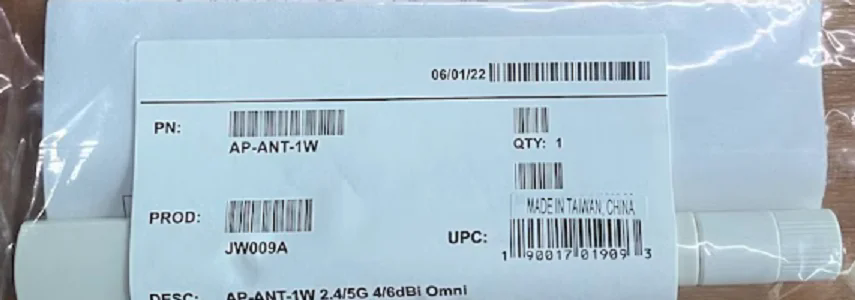 06/01/22
PN:
AP-ANT-1W
QTY: 1
MADE IN TAIWAN, CHINA
PROD:
JW009A
UPC:
1 90017 01909 3
DESC: AP-ANT-1W 2.4/5G 4/6dBi Omni